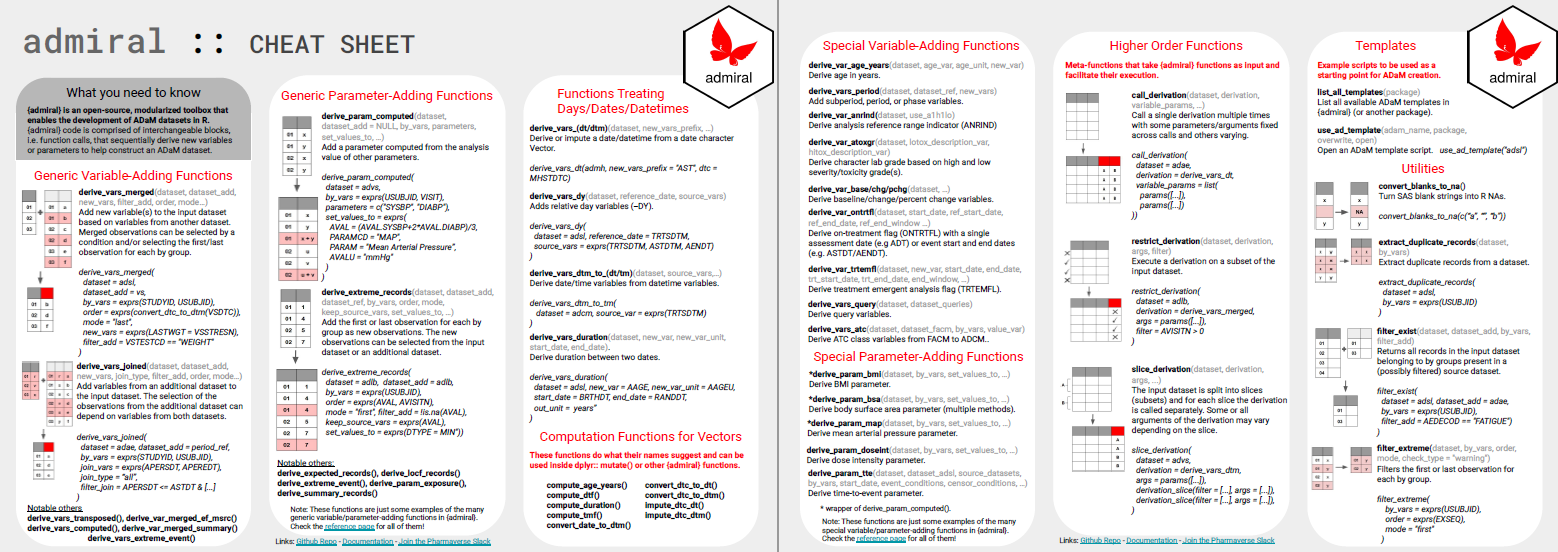 admiral :: CHEAT SHEET
admiral
What you need to know
{admiral} is an open-source, modularized toolbox that
enables the development of ADaM datasets in R.
{admiral} code is comprised of interchangeable blocks,
i.e. function calls, that sequentially derive new variables
or parameters to help construct an ADaM dataset.
Generic Variable-Adding Functions
derive_vars_merged(dataset, dataset_add,
new_vars, filter_add, order, mode..)
Add new variable(s) to the input dataset
based on variables from another dataset.
Merged observations can be selected by a
condition and/or selecting the first/last
observation for each by group.
derive_vars_merged(
dataset = adsl,
dataset_add = vs,
by_vars = exprs(STUDYID, USUBJID),
order = exprs(convert_dtc_to_dtm(VSDTC)),
mode = "last",
new_vars = exprs(LASTWGT = VSSTRESN),
filter_add = VSTESTCD == "WEIGHT"
)
derive_vars_joined(dataset, dataset_add,
new_vars, join_type, filter_add, order, mode...)
Add variables from an additional dataset to
the input dataset. The selection of the
observations from the additional dataset can
depend on variables from both datasets.
derive_vars_joined(
dataset = adae, dataset_add = period_ref,
by_vars = exprs(STUDYID, USUBJID),
join_vars = exprs(APERSDT, APEREDT),
join_type = "all",
filter_join = APERSDT <= ASTDT & [...]
)
Notable others
derive_vars_transposed(), derive_var_merged_ef_msrc()
derive_vars_computed(), derive_var_merged_summary()
derive_vars_extreme_event()
Generic Parameter-Adding Functions
derive_param_computed(dataset,
dataset_add = NULL, by_vars, parameters,
set_values_to, ...)
Add a parameter computed from the analysis
value of other parameters.
derive_param_computed(
dataset = advs,
by_vars = exprs(USUBJID, VISIT),
parameters = c("SYSBP", "DIABP"),
set_values_to = exprs(
AVAL = (AVAL.SYSBP+2*AVAL.DIABP)/3,
PARAMCD = "MAP",
PARAM = "Mean Arterial Pressure",
AVALU = "mmHg"
)
)
derive_extreme_records(dataset, dataset_add,
dataset_ref, by_vars, order, mode,
keep_source_vars, set_values_to, ...)
Add the first or last observation for each by
group as new observations. The new
observations can be selected from the input
dataset or an additional dataset.
derive_extreme_records(
dataset = adlb, dataset_add = adlb,
by_vars = exprs(USUBJID),
order = exprs(AVAL, AVISITN),
mode = "first", filter_add = !is.na(AVAL),
keep_source_vars = exprs(AVAL),
set_values_to = exprs(DTYPE = MIN"))
Notable others:
derive_expected_records(), derive_locf_records()
derive_extreme_event(), derive_param_exposure(),
derive_summary_records()
Note: These functions are just some examples of the many
generic variable/parameter-adding functions in {admiral}.
Check the reference page for all of them!
Functions Treating
Days/Dates/Datetimes
derive_vars_(dt/dtm)(dataset, new_vars_prefix, ...)
Derive or impute a date/datetime from a date character
Vector.
derive_vars_dt(admh, new_vars_prefix = "AST", dtc =
MHSTDTC)
derive_vars_dy(dataset, reference_date, source_vars)
Adds relative day variables (--DY).
derive_vars_dy(
dataset = adsl, reference_date = TRTSDTM,
source_vars = exprs(TRTSDTM, ASTDTM, AENDT)
)
derive_vars_dtm_to_(dt/tm)(dataset, source_vars,...)
Derive date/time variables from datetime variables.
derive_vars_dtm_to_tm(
dataset = adcm, source_var = exprs(TRTSDTM)
)
derive_vars_duration(dataset, new_var, new_var_unit,
start_date, end_date).
Derive duration between two dates.
derive_vars_duration(
dataset = adsl, new_var = AAGE, new_var_unit = AAGEU,
start_date = BRTHDT, end_date = RANDDT,
out_unit = years"
)
Computation Functions for Vectors
These functions do what their names suggest and can be
used inside dplyr:: mutate() or other {admiral} functions.
compute_age_years() convert_dtc_to_dt()
compute_dtf() convert_dtc_to_dtm()
compute_duration() impute_dtc_dt()
compute_tmf() impute_dtc_dtm()
convert_date_to_dtm()
Links: Github Repo - Documentation - Join the Pharmaverse Slack
Special Variable-Adding Functions
derive_var_age_years(dataset, age_var, age_unit, new_var)
Derive age in years.
derive_vars_period(dataset, dataset_ref, new_vars)
Add subperiod, period, or phase variables.
derive_var_anrind(dataset, use_a1hi1lo)
Derive analysis reference range indicator (ANRIND)
derive_var_atoxgr(dataset, lotox_description_var,
hitox_description_var)
Derive character lab grade based on high and low
severity/toxicity grade(s).
derive_var_base/chg/pchg(dataset, ...)
Derive baseline/change/percent change variables.
derive_var_ontrtfl(dataset, start_date, ref_start_date,
ref_end_date, ref_end_window ...)
Derive on-treatment flag (ONTRTFL) with a single
assessment date (e.g ADT) or event start and end dates
(e.g. ASTDT/AENDT).
derive_var_trtemfl(dataset, new_var, start_date, end_date,
trt_start_date, trt_end_date, end_window, ...)
Derive treatment emergent analysis flag (TRTEMFL).
derive_vars_query(dataset, dataset_queries)
Derive query variables.
derive_vars_atc(dataset, dataset_facm, by_vars, value_var)
Derive ATC class variables from FACM to ADCM..
Special Parameter-Adding Functions
*derive_param_bmi(dataset, by_vars, set_values_to, ...)
Derive BMI parameter.
*derive_param_bsa(dataset, by_vars, set_values_to, ...)
Derive body surface area parameter (multiple methods).
*derive_param_map(dataset, by_vars, set_values_to, ...)
Derive mean arterial pressure parameter.
derive_param_doseint(dataset, by_vars, set_values_to, ...)
Derive dose intensity parameter.
derive_param_tte(dataset, dataset_adsl, source_datasets,
by_vars, start_date, event_conditions, censor_conditions, ...)
Derive time-to-event parameter.
* wrapper of derive_param_computed().
Note: These functions are just some examples of the many
special variable/parameter-adding functions in {admiral}.
Check the reference page for all of them!
Higher Order Functions
Meta-functions that take {admiral} functions as input and
facilitate their execution.
call_derivation(dataset, derivation,
variable_params, ...)
Call a single derivation multiple times
with some parameters/arguments fixed
across calls and others varying.
call_derivation(
dataset = adae,
derivation = derive_vars_dt,
variable_params = list(
params([...]),
params([...])
))
restrict_derivation(dataset, derivation,
args, filter)
Execute a derivation on a subset of the
input dataset.
restrict_derivation(
dataset = adlb,
derivation = derive_vars_merged,
args = params([...]),
filter = AVISITN > 0
)
slice_derivation(dataset, derivation,
args, ...)
The input dataset is split into slices
(subsets) and for each slice the derivation
is called separately. Some or all
arguments of the derivation may vary
depending on the slice.
slice_derivation(
dataset = advs,
derivation = derive_vars_dtm,
args = params([...]),
derivation_slice(filter = [...], args = [...]),
derivation_slice(filter = [...], args = [...]),
)
Links: Github Repo - Documentation - Join the Pharmaverse Slack
admiral
Templates
Example scripts to be used as a
starting point for ADaM creation.
list_all_templates(package)
List all available ADaM templates in
{admiral} (or another package).
use_ad_template(adam_name, package,
overwrite, open)
Open an ADaM template script. use_ad_template("adsl")
Utilities
convert_blanks_to_na()
Turn SAS blank strings into R NAs.
convert_blanks_to_na(c("a", "", "b"))
extract_duplicate_records(dataset,
by_vars)
Extract duplicate records from a dataset.
extract_duplicate_records(
dataset = adsl,
by_vars = exprs(USUBJID)
)
filter_exist(dataset, dataset_add, by_vars,
filter_add)
Returns all records in the input dataset
belonging to by groups present in a
(possibly filtered) source dataset.
filter_exist(
dataset = adsl, dataset_add = adae,
by_vars = exprs(USUBJID),
filter_add = AEDECOD == "FATIGUE")
)
filter_extreme(dataset, by_vars, order,
mode, check_type = "warning")
Filters the first or last observation for
each by group.
filter_extreme(
by_vars = exprs(USUBJID),
order = exprs(EXSEQ),
mode = "first"
)